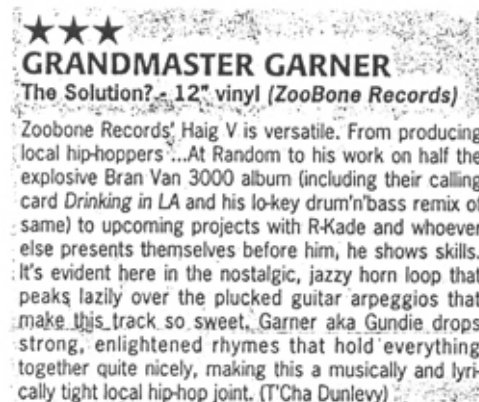 ★★★
GRANDMASTER GARNER
The Solution? - 12" vinyl (ZooBone Records)
Zoobone Records' Haig V is versatile. From producing
local hip-hoppers ...At Random to his work on half the
explosive Bran Van 3000 album (including their calling
card Drinking in LA and his lo-key drum'n'bass remix of
same) to upcoming projects with R-Kade and whoever
else presents themselves before him, he shows skills.
It's evident here in the nostalgic, jazzy horn loop that
peaks lazily over the plucked guitar arpeggios that
make this track so sweet. Garner aka Gundie drops
strong, enlightened rhymes that hold everything
together quite nicely, making this a musically and lyri-
cally tight local hip-hop joint. (T'Cha Dunlevy)